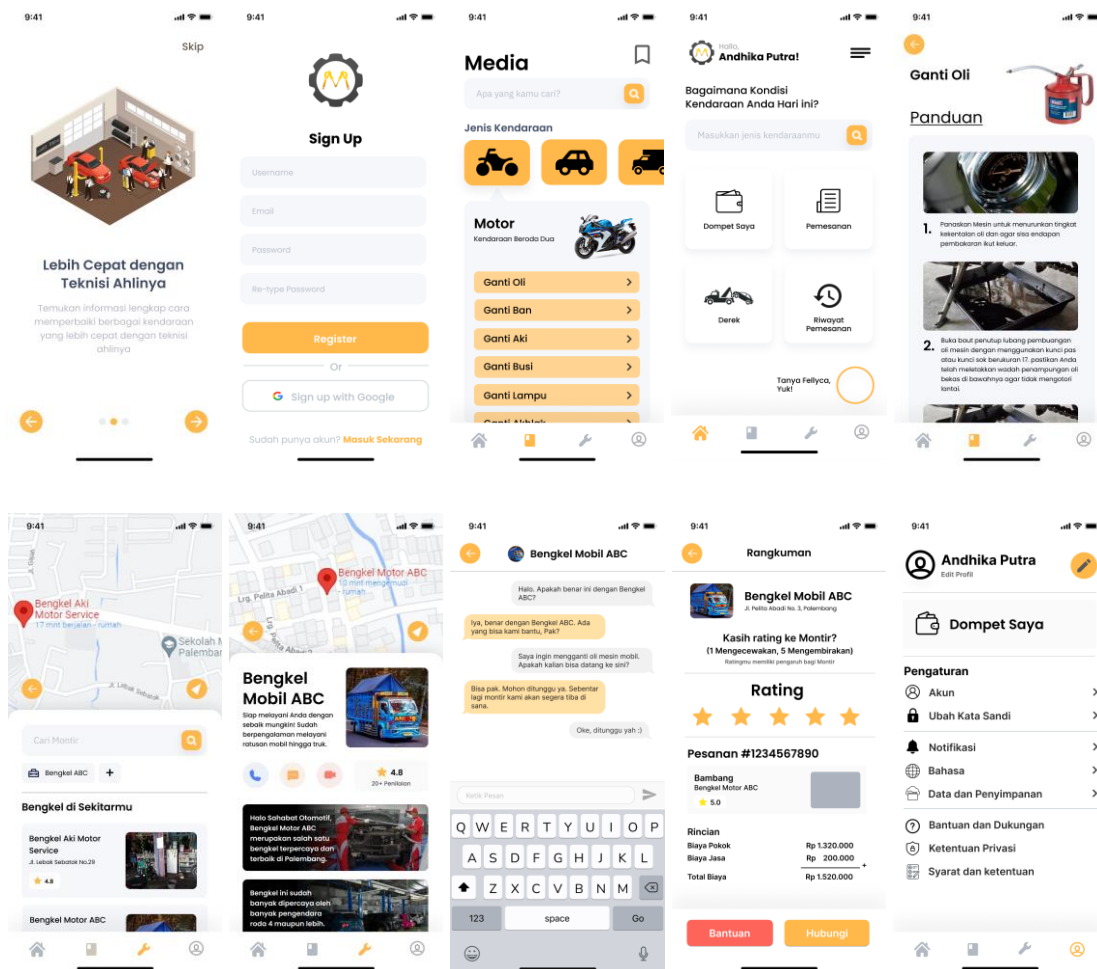 9:41
Skip
Lebih Cepat dengan
Teknisi Ahlinya
Temukan informasi lengkap cara
memperbaiki berbagai kendaraan
yang lebih cepat dengan teknisi
ahlinya
9:41
Sign Up
Username
Email
Password
Re-type Password
Register
Or
Sign up with Google
Sudah punya akun? Masuk Sekarang
9:41
Media
Apa yang kamu cari?
Jenis Kendaraan
Motor
Kendaraan Beroda Dua
Ganti Oli
Ganti Ban
Ganti Aki
Ganti Busi
Ganti Lampu
Ganti Akhlak
9:41
Hallo,
Andhika Putra!
Bagaimana Kondisi
Kendaraan Anda Hari ini?
Masukkan jenis kendaraanmu
Dompet Saya
Pemesanan
Derek
Riwayat
Pemesanan
Tanya Fellyca,
Yuk!
9:41
Ganti Oli
Panduan
1. Panaskan Mesin untuk menurunkan tingkat
kekentalan oli dan agar sisa endapan
pembakaran ikut keluar.
2. Buka baut penutup lubang pembuangan
oli mesin dengan menggunakan kunci pas
atau kunci sok berukuran 17. pastikan Anda
telah meletakkan wadah penampungan oli
bekas di bawahnya agar tidak mengotori
lantai.
9:41
Jl. Gajah
Bengkel Aki
Motor Service
17 mnt berjalan - rumah
Sekolah M
Palemba
Jl. Lebak Sebatak
Cari Montir
Bengkel ABC
+
Bengkel di Sekitarmu
Bengkel Aki Motor
Service
Jl. Lebak Sebatak No.29
4.8
Bengkel Motor ABC
9:41
Bengkel Motor ABC
10 mnt mengemudi
- rumah
Lrg. Pelita Abadi 1
Lrg. Pelita Abadi
Bengkel
Mobil ABC
Siap melayani Anda dengan
sebaik mungkin! Sudah
berpengalaman melayani
ratusan mobil hingga truk.
4.8
20+ Penilaian
Halo Sahabat Otomotif,
Bengkel Motor ABC
merupakan salah satu
bengkel terpercaya dan
terbaik di Palembang.
Bengkel ini sudah
banyak dipercaya oleh
banyak pengendara
roda 4 maupun lebih.
9:41
Bengkel Mobil ABC
Halo. Apakah benar ini dengan Bengkel
ABC?
Iya, benar dengan Bengkel ABC. Ada
yang bisa kami bantu, Pak?
Saya ingin mengganti oli mesin mobil.
Apakah kalian bisa datang ke sini?
Bisa pak. Mohon ditunggu ya. Sebentar
lagi montir kami akan segera tiba di
sana.
Oke, ditunggu yah :)
Ketik Pesan
Q W E R T Y U I O P
A S D F G H J K L
Z X C V B N M
123 space Go
9:41
Rangkuman
Bengkel Mobil ABC
Jl. Pelita Abadi No. 3, Palembang
Kasih rating ke Montir?
(1 Mengecewakan, 5 Mengembirakan)
Ratingmu memiliki pengaruh bagi Montir
Rating
Pesanan #1234567890
Bambang
Bengkel Motor ABC
5.0
Rincian
Biaya Pokok Rp 1.320.000
Biaya Jasa Rp 200.000
+
Total Biaya Rp 1.520.000
Bantuan
Hubungi
9:41
Andhika Putra
Edit Profil
Dompet Saya
Pengaturan
Akun
Ubah Kata Sandi
Notifikasi
Bahasa
Data dan Penyimpanan
Bantuan dan Dukungan
Ketentuan Privasi
Syarat dan ketentuan